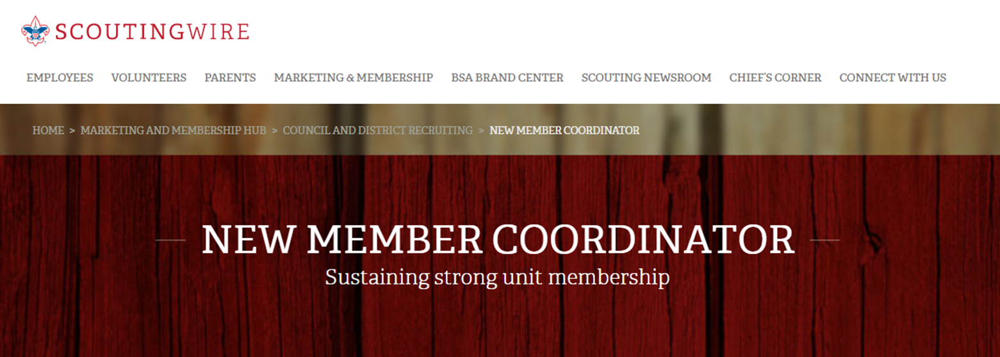 SCOUTINGWIRE
EMPLOYEES VOLUNTEERS PARENTS MARKETING & MEMBERSHIP BSA BRAND CENTER SCOUTING NEWSROOM CHIEF'S CORNER CONNECT WITH US
HOME > MARKETING AND MEMBERSHIP HUB > COUNCIL AND DISTRICT RECRUITING > NEW MEMBER COORDINATOR
NEW MEMBER COORDINATOR
Sustaining strong unit membership